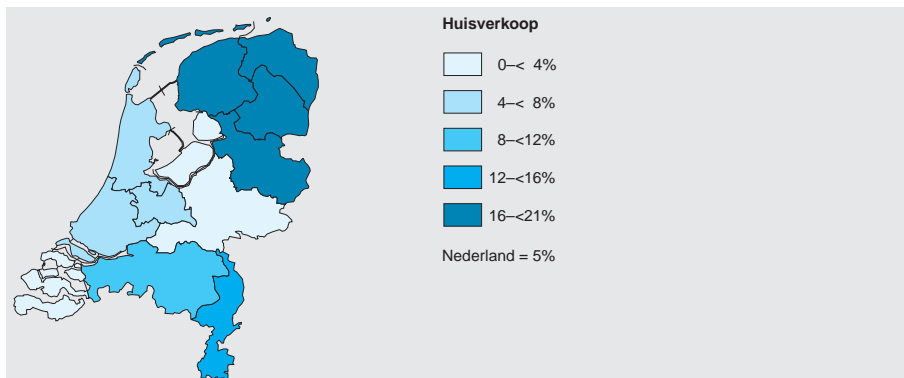 Huisverkoop
0–< 4%
4–< 8%
8–<12%
12–<16%
16–<21%
Nederland = 5%